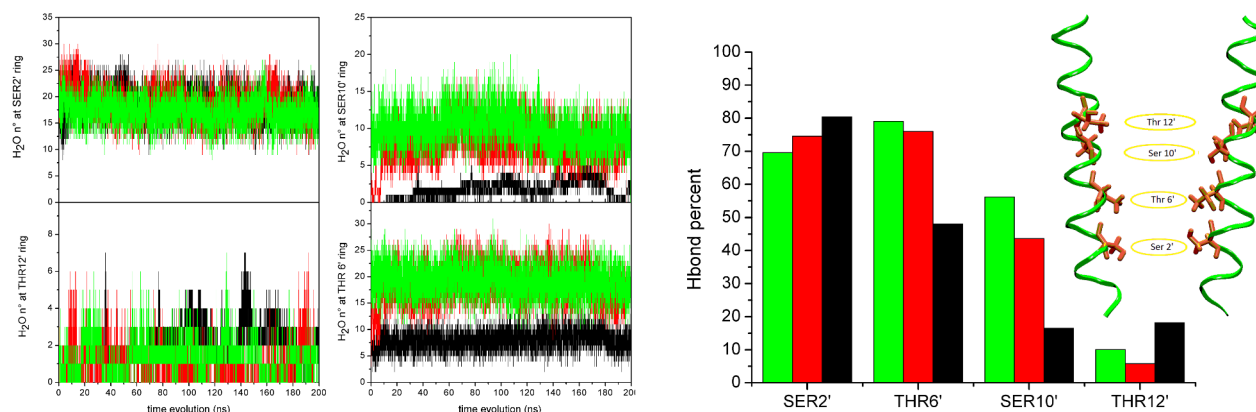 H₂O n° at SER2' ring
35
30
25
20
15
10
5
0
H₂O n° at SER10' ring
25
20
15
10
5
0
H₂O n° at THR12' ring
8
6
4
2
0
0 20 40 60 80 100 120 140 160 180 200
time evolution (ns)
H₂O n° at THR 6' ring
30
25
20
15
10
5
0
0 20 40 60 80 100 120 140 160 180
time evolution (ns)
Hbond percent
100
90
80
70
60
50
40
30
20
10
0
SER2' THR6' SER10' THR12'
Thr 12'
Ser 10'
Thr 6'
Ser 2'